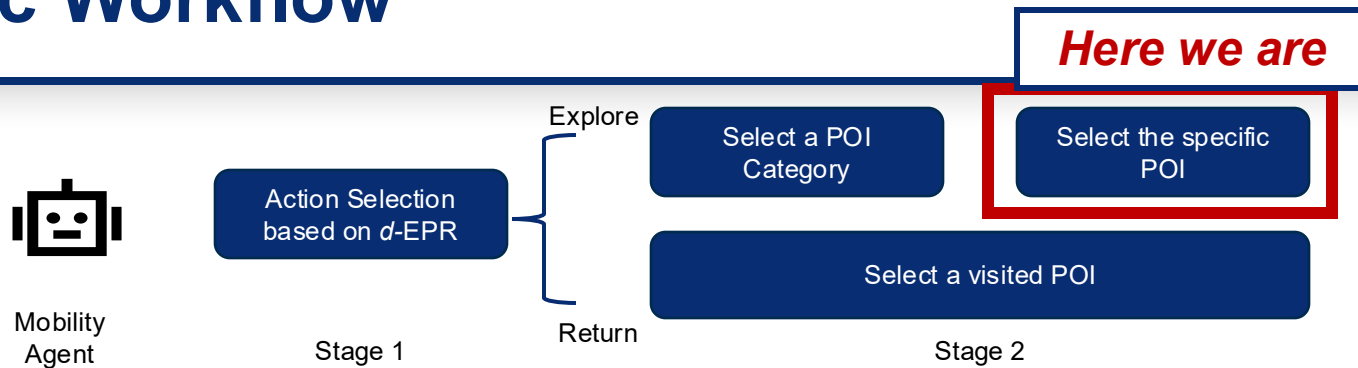 c Workflow
Here we are
Explore
Select a POI
Category
Select the specific
POI
Action Selection
based on d-EPR
Select a visited POI
Return
Mobility
Agent
Stage 1
Stage 2